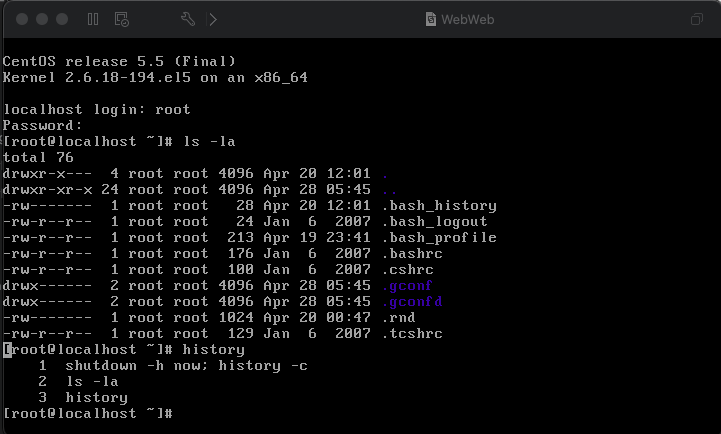 WebWeb
CentOS release 5.5 (Final)
Kernel 2.6.18-194.el5 on an x86_64
localhost login: root
Password:
[root@localhost ~]# ls -la
total 76
drwxr-x---  4 root root 4096 Apr 20 12:01 .
drwxr-xr-x 24 root root 4096 Apr 28 05:45 ..
-rw-------  1 root root   28 Apr 20 12:01 .bash_history
-rw-r--r--  1 root root   24 Jan  6  2007 .bash_logout
-rw-r--r--  1 root root  213 Apr 19 23:41 .bash_profile
-rw-r--r--  1 root root  176 Jan  6  2007 .bashrc
-rw-r--r--  1 root root  100 Jan  6  2007 .cshrc
drwx------  2 root root 4096 Apr 28 05:45 .gconf
drwx------  2 root root 4096 Apr 28 05:45 .gconfd
-rw-------  1 root root 1024 Apr 20 00:47 .rnd
-rw-r--r--  1 root root  129 Jan  6  2007 .tcshrc
[root@localhost ~]# history
    1  shutdown -h now; history -c
    2  ls -la
    3  history
[root@localhost ~]#